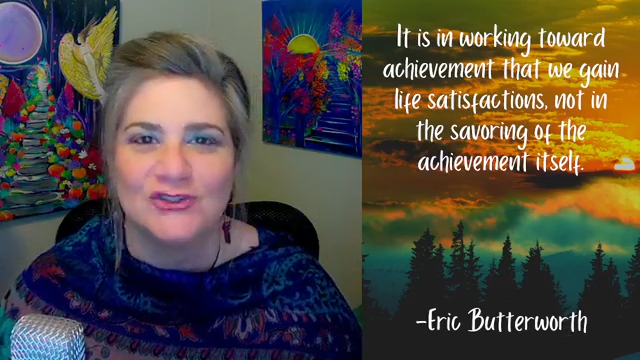 It is in working toward
achievement that we gain
life satisfactions, not in
the savoring of the
achievement itself.
-Eric Butterworth